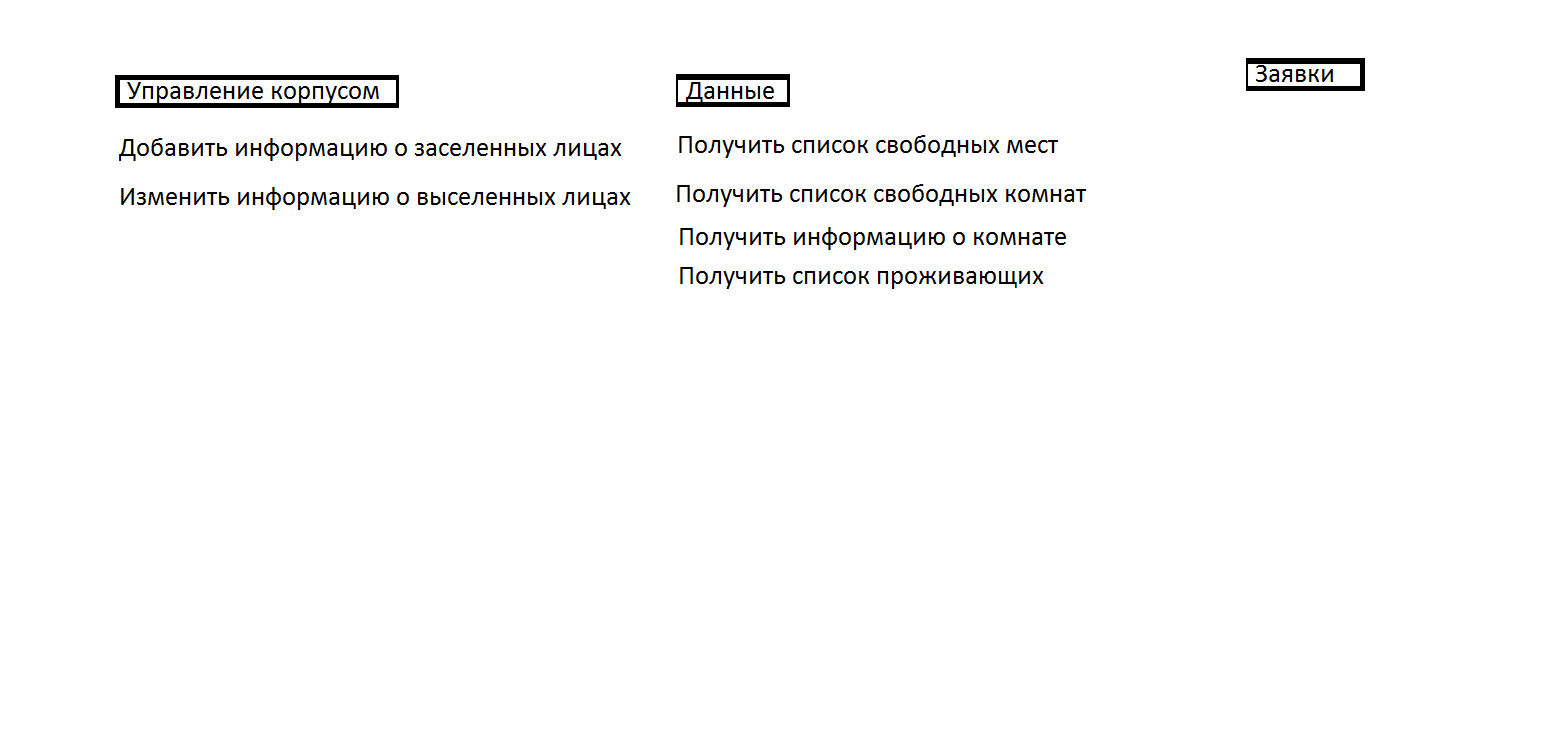 Управление корпусом
Добавить информацию о заселенных лицах
Изменить информацию о выселенных лицах
Данные
Получить список свободных мест
Получить список свободных комнат
Получить информацию о комнате
Получить список проживающих
Заявки